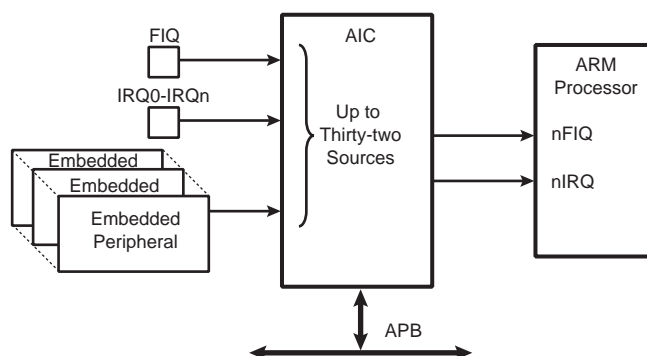 FIQ
IRQ0-IRQn
Embedded
Embedded
Embedded
Peripheral
AIC
Up to
Thirty-two
Sources
ARM
Processor
nFIQ
nIRQ
APB